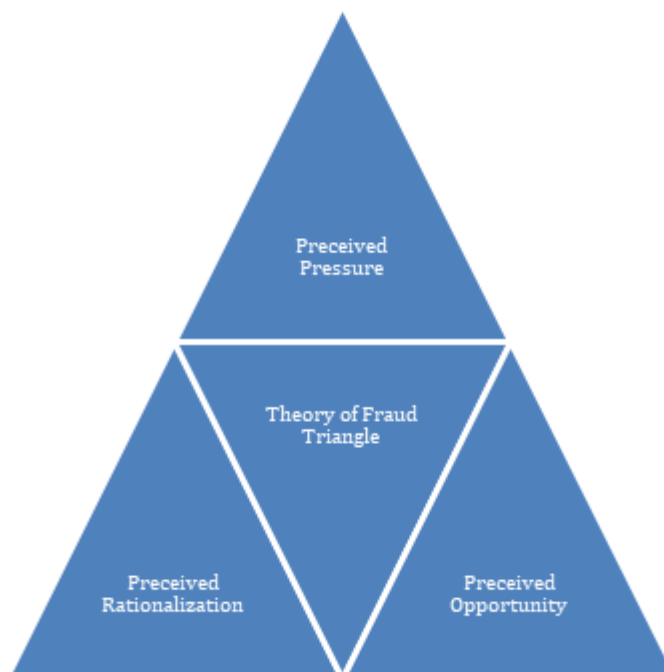 Preceived
Pressure
Theory of Fraud
Triangle
Preceived
Rationalization
Preceived
Opportunity